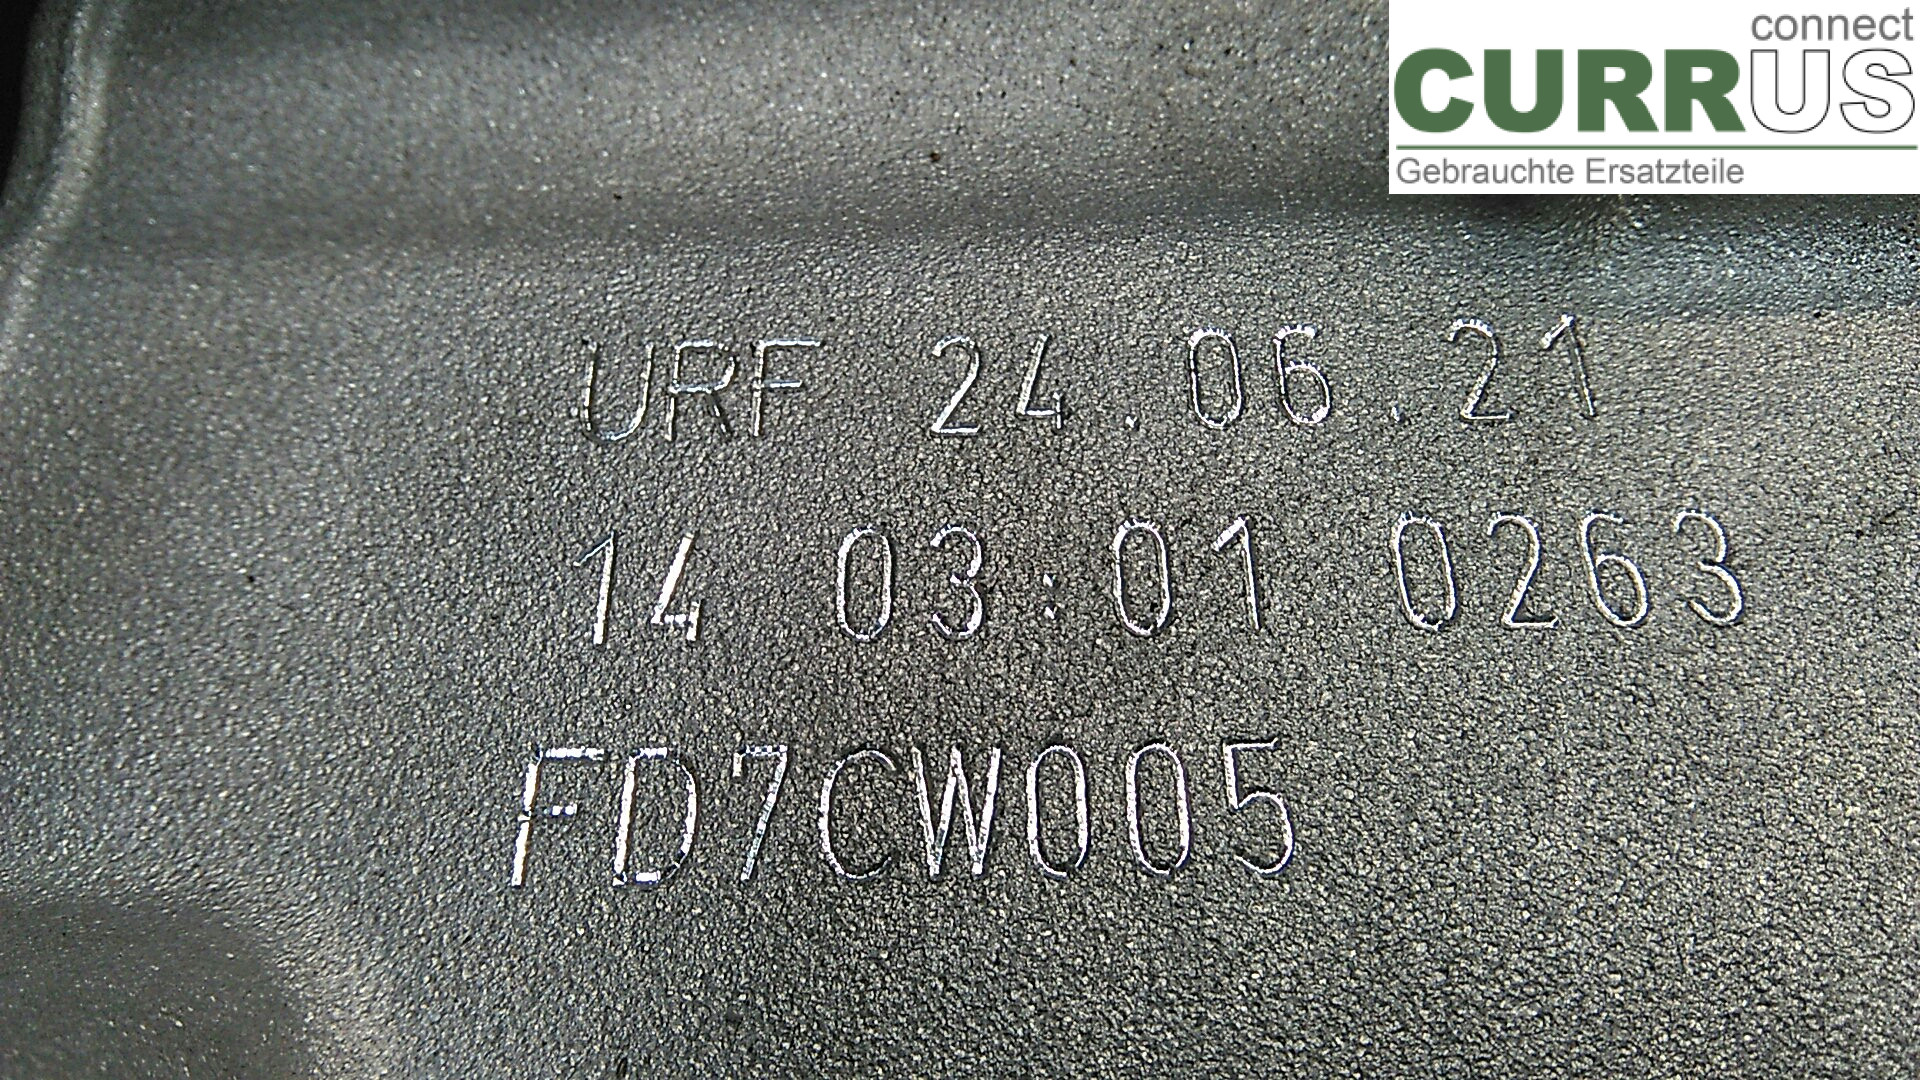 connect
CURRUS
Gebrauchte Ersatzteile
URF 24.06.21
14 03:01 0263
FD7CW005